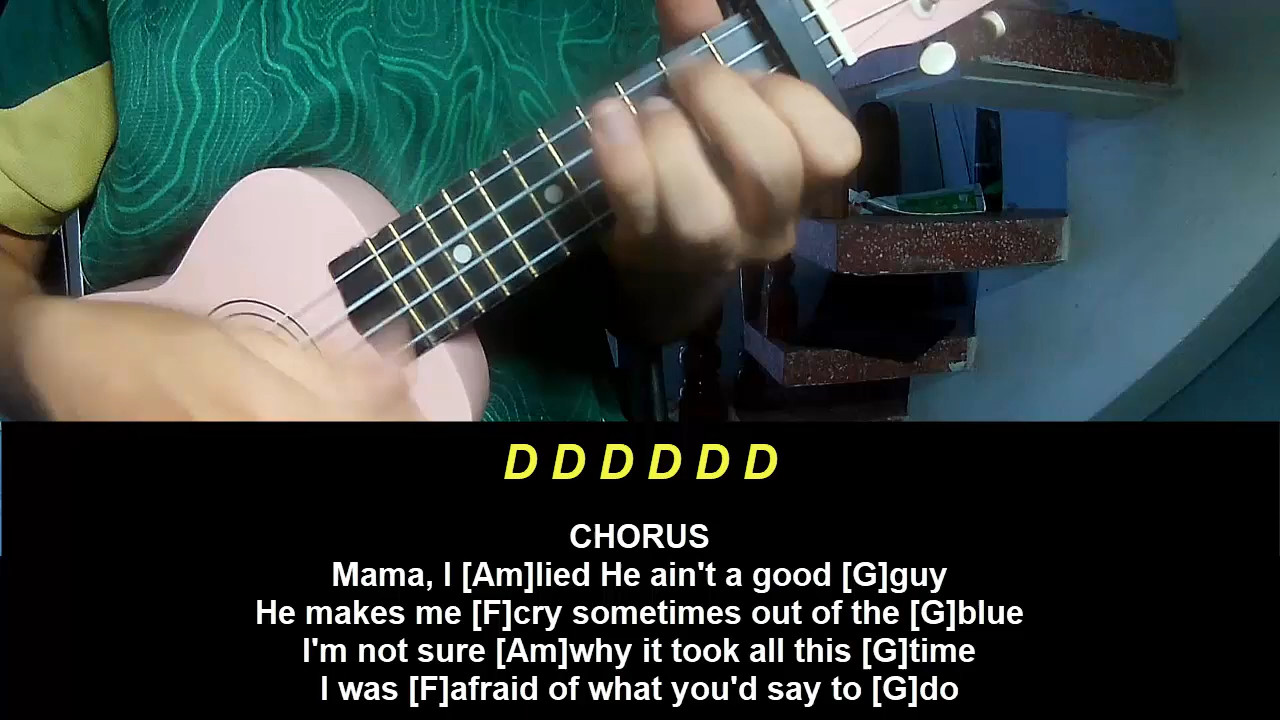 D D D D D D
CHORUS
Mama, I [Am]lied He ain't a good [G]guy
He makes me [F]cry sometimes out of the [G]blue
I'm not sure [Am]why it took all this [G]time
I was [F]afraid of what you'd say to [G]do